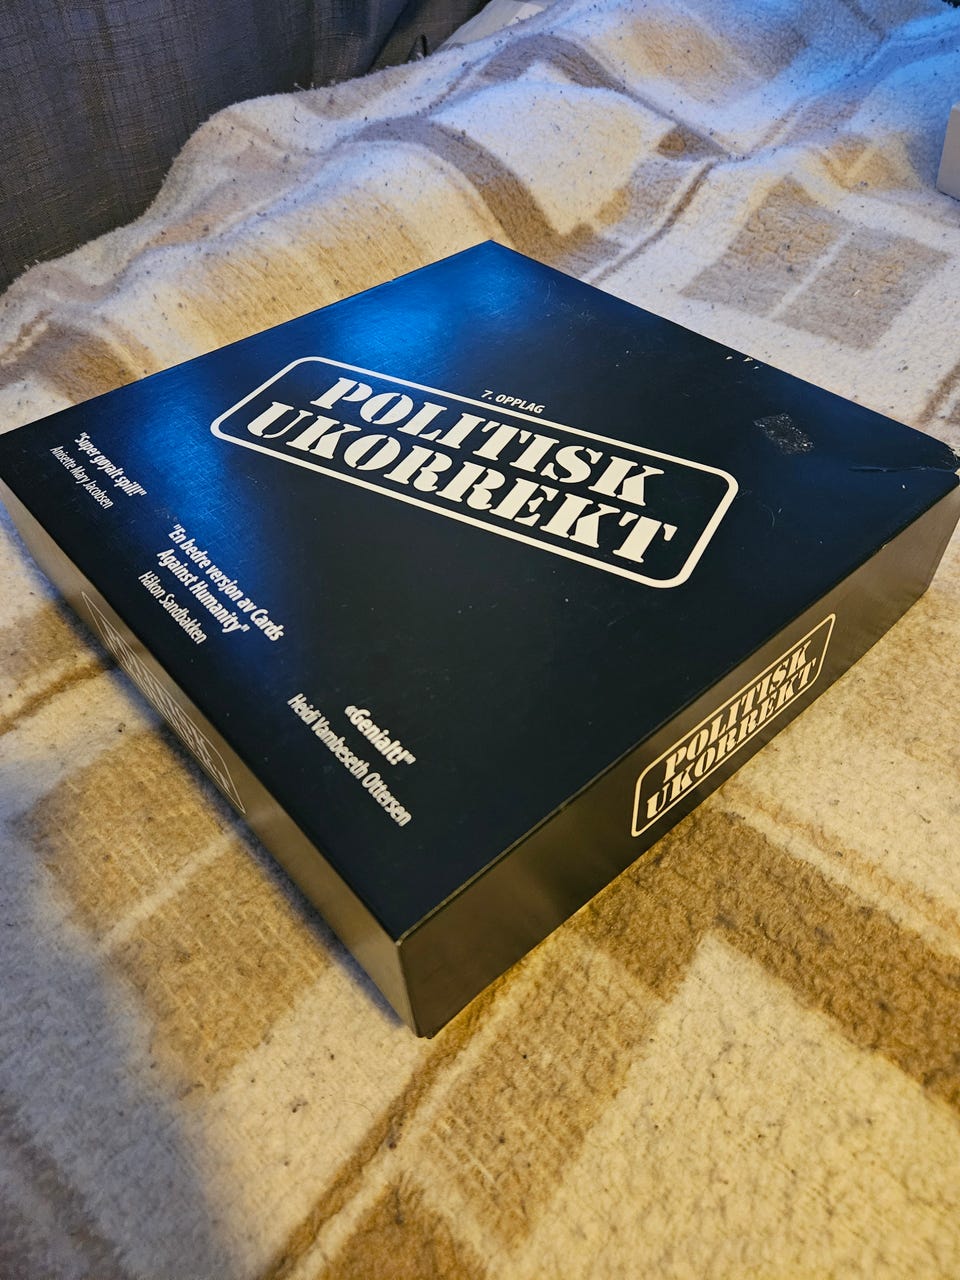 7. OPPLAG
POLITISK
UKORREKT
"Super gøyalt spill!"
Anisette Mary Jacobsen
"En bedre versjon av Cards
Against Humanity"
Håkon Sandbakken
«Genialt!"
Heidi Vambeseth Ottersen
POLITISK
UKORREKT